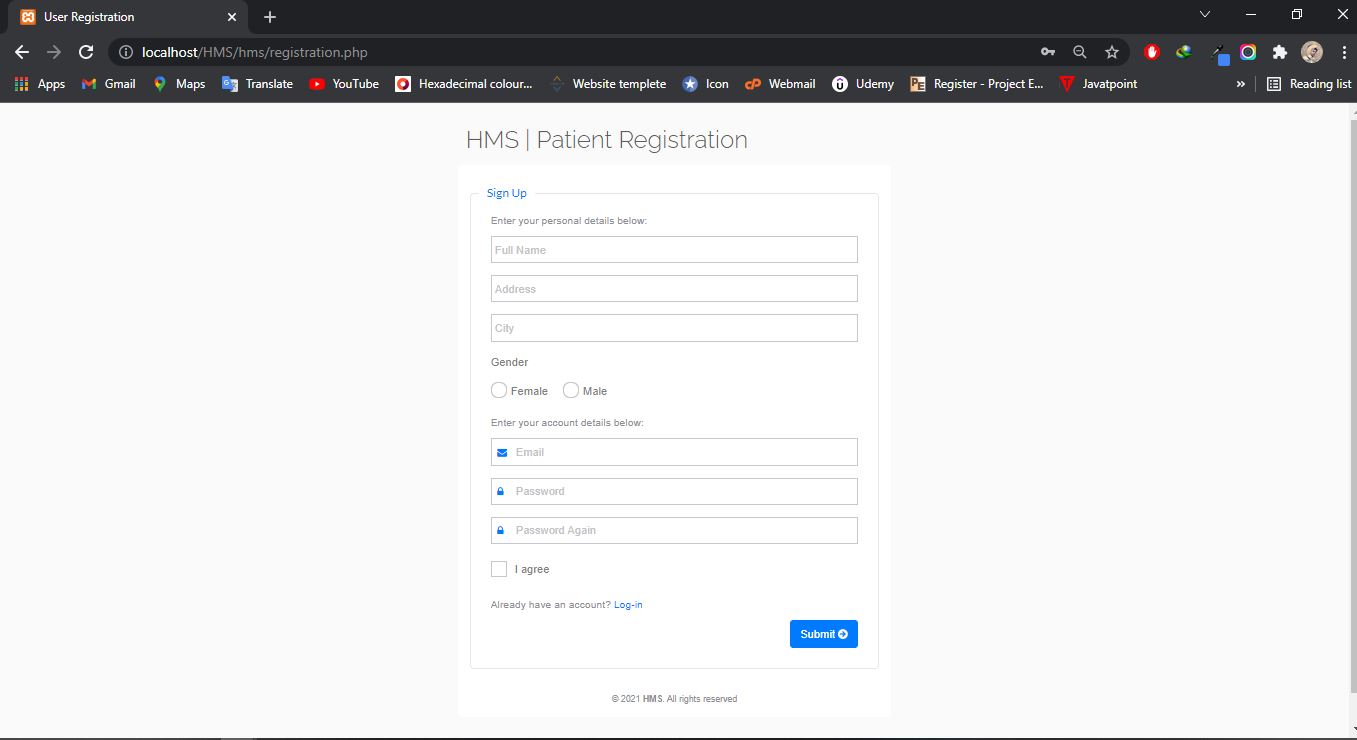 User Registration
localhost/HMS/hms/registration.php
Apps Gmail Maps Translate YouTube Hexadecimal colour... Website templete Icon Webmail Udemy Register - Project E... Javatpoint » Reading list
HMS | Patient Registration
Sign Up
Enter your personal details below:
Full Name
Address
City
Gender
Female Male
Enter your account details below:
Email
Password
Password Again
I agree
Already have an account? Log-in
Submit
© 2021 HMS. All rights reserved